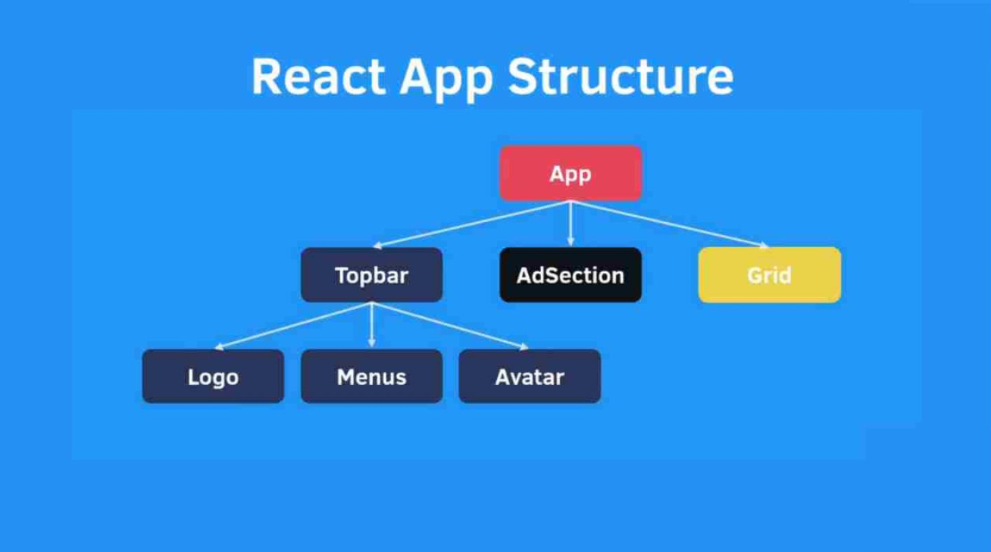 React App Structure
App
Topbar
AdSection
Grid
Logo
Menus
Avatar